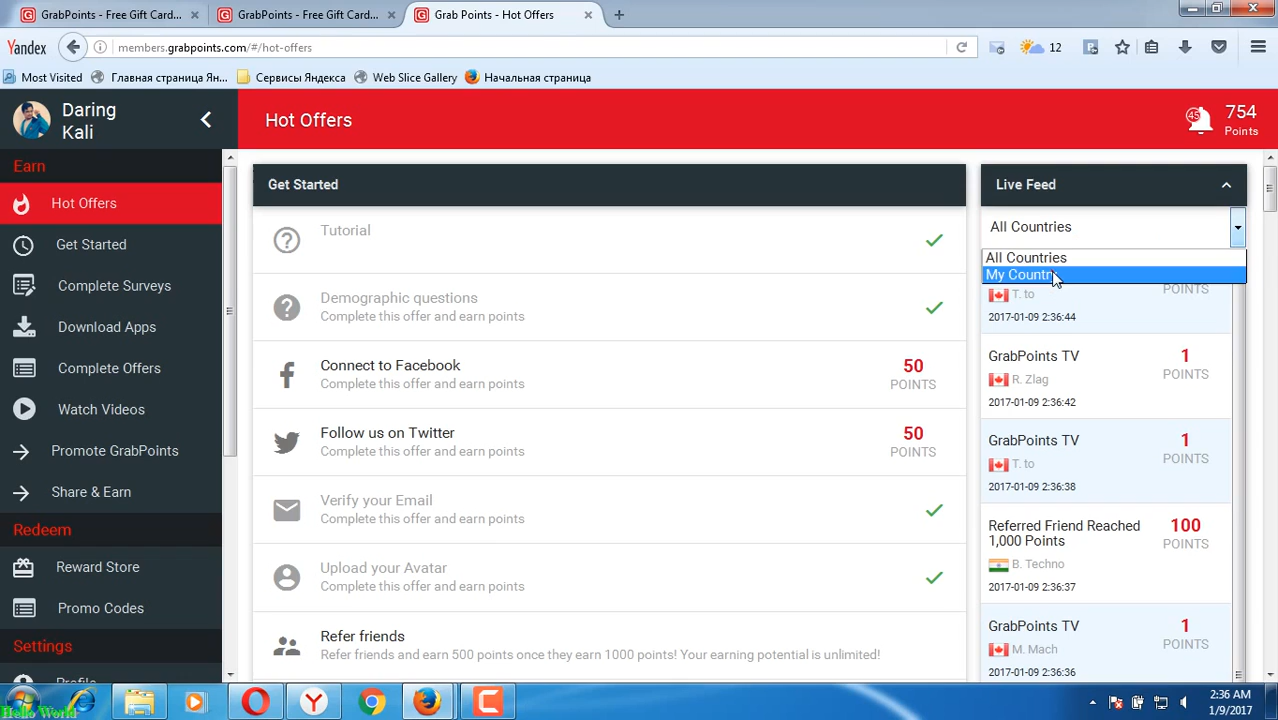 GrabPoints - Free Gift Card...
GrabPoints - Free Gift Card...
Grab Points - Hot Offers
Yandex
members.grabpoints.com/#/hot-offers
12
Most Visited
Главная страница Ян...
Сервисы Яндекса
Web Slice Gallery
Начальная страница
Daring
Kali
Earn
Hot Offers
Get Started
Complete Surveys
Download Apps
Complete Offers
Watch Videos
Promote GrabPoints
Share & Earn
Redeem
Reward Store
Promo Codes
Settings
Profile
Hot Offers
45
754
Points
Get Started
Tutorial
Demographic questions
Complete this offer and earn points
Connect to Facebook
Complete this offer and earn points
50
POINTS
Follow us on Twitter
Complete this offer and earn points
50
POINTS
Verify your Email
Complete this offer and earn points
Upload your Avatar
Complete this offer and earn points
Refer friends
Refer friends and earn 500 points once they earn 1000 points! Your earning potential is unlimited!
Live Feed
All Countries
All Countries
My Country
POINTS
T. to
2017-01-09 2:36:44
GrabPoints TV
1
POINTS
R. Zlag
2017-01-09 2:36:42
GrabPoints TV
1
POINTS
T. to
2017-01-09 2:36:38
Referred Friend Reached
1,000 Points
100
POINTS
B. Techno
2017-01-09 2:36:37
GrabPoints TV
1
POINTS
M. Mach
2017-01-09 2:36:36
Hello World
2:36 AM
1/9/2017